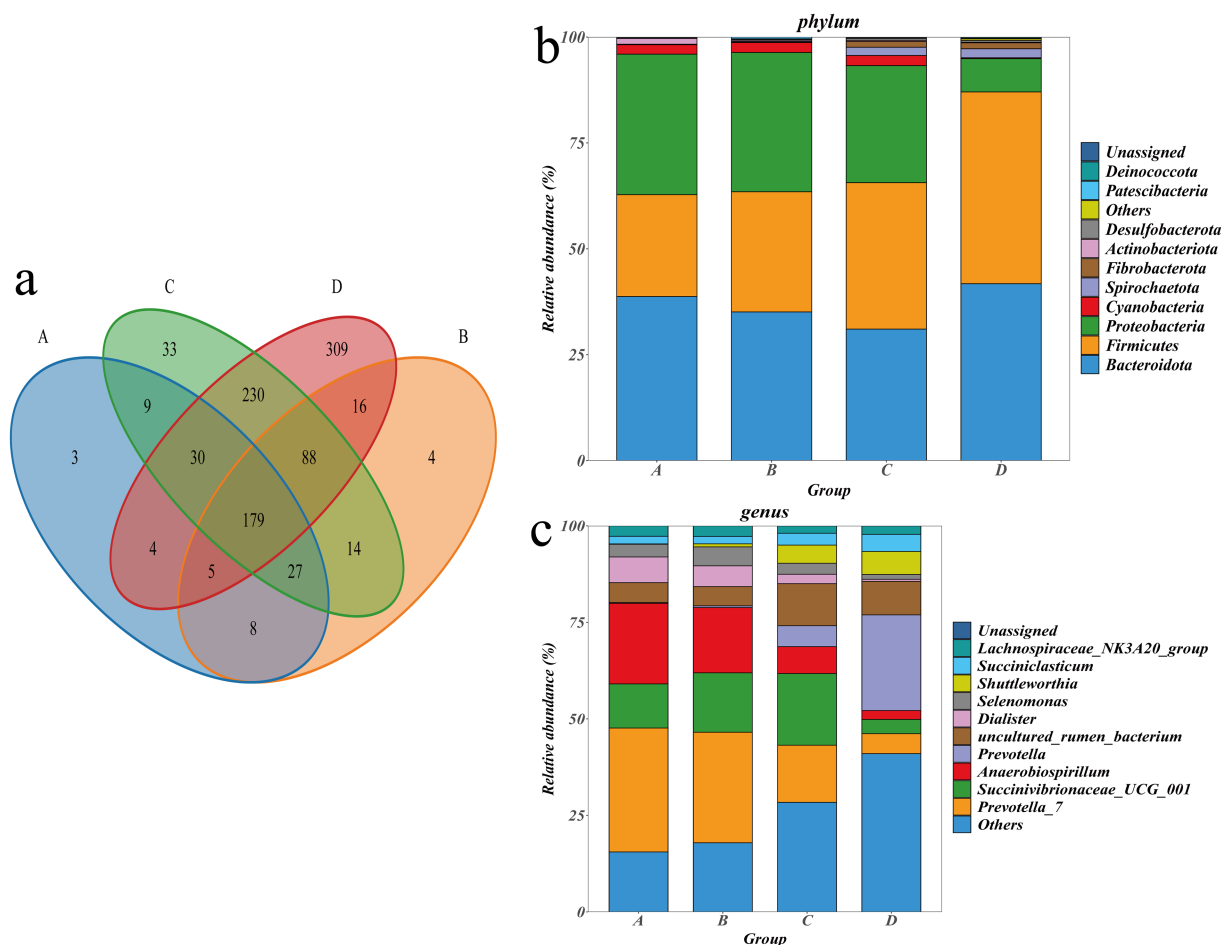 a
A
C
D
B
33
309
9
230
16
3
30
88
4
179
4
14
5
27
8
b
phylum
Relative abundance (%)
100
75
50
25
0
A
B
C
D
Group
Unassigned
Deinococcota
Patescibacteria
Others
Desulfobacterota
Actinobacteriota
Fibrobacterota
Spirochaetota
Cyanobacteria
Proteobacteria
Firmicutes
Bacteroidota
c
genus
Relative abundance (%)
100
75
50
25
0
A
B
C
D
Group
Unassigned
Lachnospiraceae_NK3A20_group
Succiniclasticum
Shuttleworthia
Selenomonas
Dialister
uncultured_rumen_bacterium
Prevotella
Anaerobiospirillum
Succinivibrionaceae_UCG_001
Prevotella_7
Others